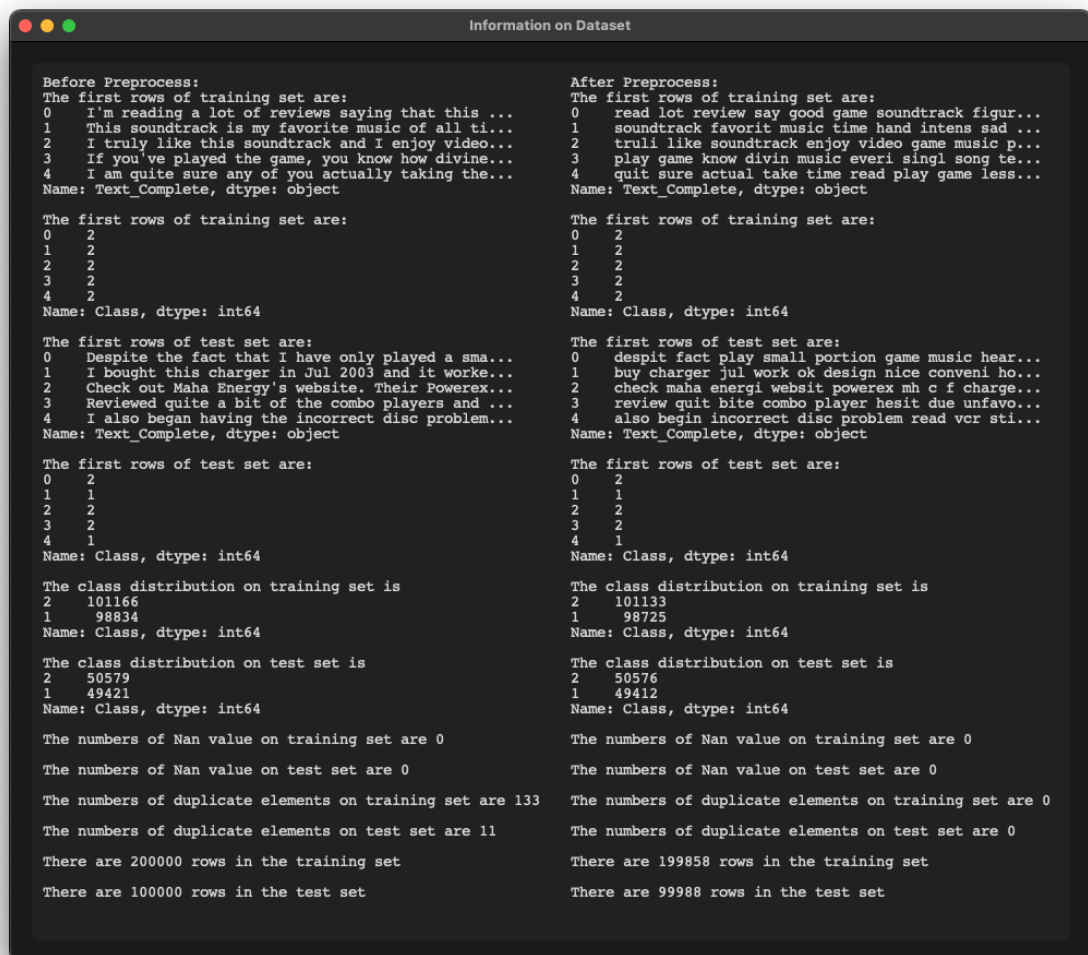 Information on Dataset
Before Preprocess:
The first rows of training set are:
0    I'm reading a lot of reviews saying that this ...
1    This soundtrack is my favorite music of all ti...
2    I truly like this soundtrack and I enjoy video...
3    If you've played the game, you know how divine...
4    I am quite sure any of you actually taking the...
Name: Text_Complete, dtype: object
The first rows of training set are:
0    2
1    2
2    2
3    2
4    2
Name: Class, dtype: int64
The first rows of test set are:
0    Despite the fact that I have only played a sma...
1    I bought this charger in Jul 2003 and it worke...
2    Check out Maha Energy's website. Their Powerex...
3    Reviewed quite a bit of the combo players and ...
4    I also began having the incorrect disc problem...
Name: Text_Complete, dtype: object
The first rows of test set are:
0    2
1    1
2    2
3    2
4    1
Name: Class, dtype: int64
The class distribution on training set is
2    101166
1     98834
Name: Class, dtype: int64
The class distribution on test set is
2    50579
1    49421
Name: Class, dtype: int64
The numbers of Nan value on training set are 0
The numbers of Nan value on test set are 0
The numbers of duplicate elements on training set are 133
The numbers of duplicate elements on test set are 11
There are 200000 rows in the training set
There are 100000 rows in the test set
After Preprocess:
The first rows of training set are:
0    read lot review say good game soundtrack figur...
1    soundtrack favorit music time hand intens sad ...
2    truli like soundtrack enjoy video game music p...
3    play game know divin music everi singl song te...
4    quit sure actual take time read play game less...
Name: Text_Complete, dtype: object
The first rows of training set are:
0    2
1    2
2    2
3    2
4    2
Name: Class, dtype: int64
The first rows of test set are:
0    despit fact play small portion game music hear...
1    buy charger jul work ok design nice conveni ho...
2    check maha energi websit powerex mh c f charge...
3    review quit bite combo player hesit due unfavo...
4    also begin incorrect disc problem read vcr sti...
Name: Text_Complete, dtype: object
The first rows of test set are:
0    2
1    1
2    2
3    2
4    1
Name: Class, dtype: int64
The class distribution on training set is
2    101133
1     98725
Name: Class, dtype: int64
The class distribution on test set is
2    50576
1    49412
Name: Class, dtype: int64
The numbers of Nan value on training set are 0
The numbers of Nan value on test set are 0
The numbers of duplicate elements on training set are 0
The numbers of duplicate elements on test set are 0
There are 199858 rows in the training set
There are 99988 rows in the test set